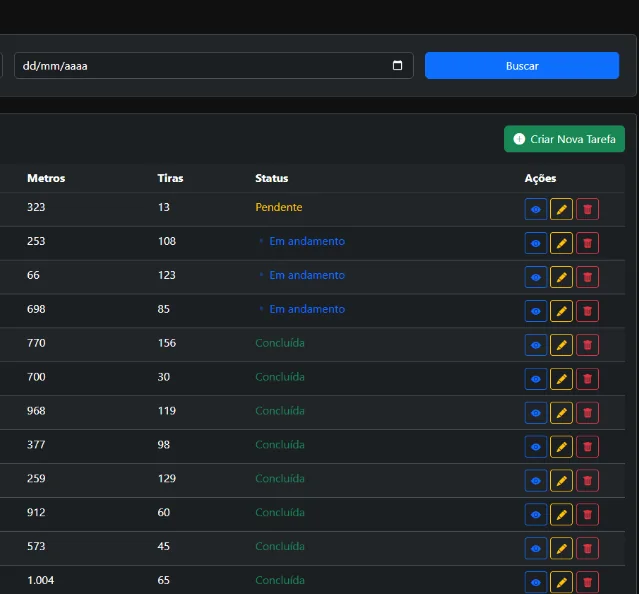 dd/mm/aaaa Buscar
Criar Nova Tarefa
Metros Tiras Status Ações
323 13 Pendente
253 108 Em andamento
66 123 Em andamento
698 85 Em andamento
770 156 Concluída
700 30 Concluída
968 119 Concluída
377 98 Concluída
259 129 Concluída
912 60 Concluída
573 45 Concluída
1.004 65 Concluída